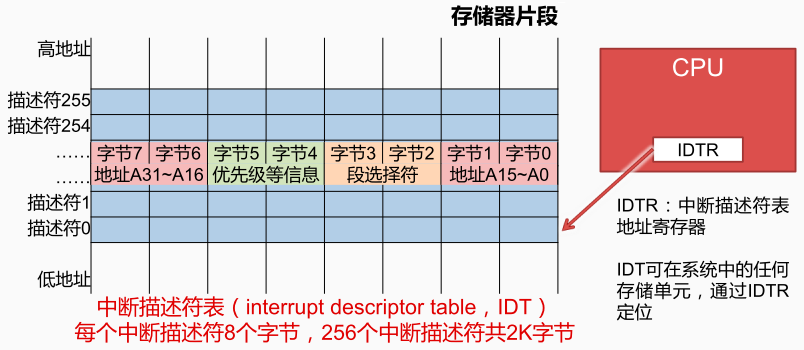 存储器片段
高地址
描述符255
描述符254
……
……
描述符1
描述符0
低地址
字节7 字节6 字节5 字节4 字节3 字节2 字节1 字节0
地址A31~A16 优先级等信息 段选择符 地址A15~A0
中断描述符表（interrupt descriptor table，IDT）
每个中断描述符8个字节，256个中断描述符共2K字节
CPU
IDTR
IDTR：中断描述符表
地址寄存器
IDT可在系统中的任何
存储单元，通过IDTR
定位